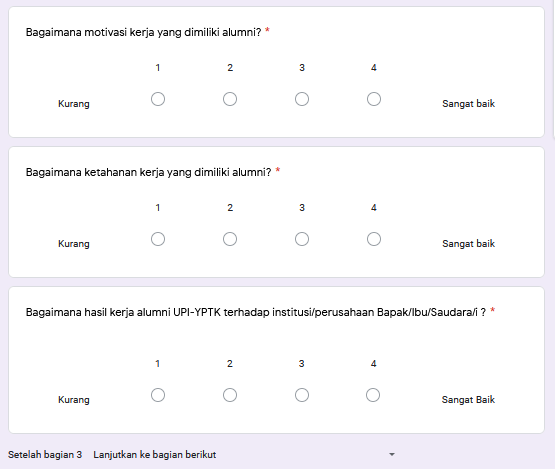 Bagaimana motivasi kerja yang dimiliki alumni? *
1 2 3 4
Kurang Sangat baik
Bagaimana ketahanan kerja yang dimiliki alumni? *
1 2 3 4
Kurang Sangat baik
Bagaimana hasil kerja alumni UPI-YPTK terhadap institusi/perusahaan Bapak/Ibu/Saudara/i ? *
1 2 3 4
Kurang Sangat Baik
Setelah bagian 3 Lanjutkan ke bagian berikut